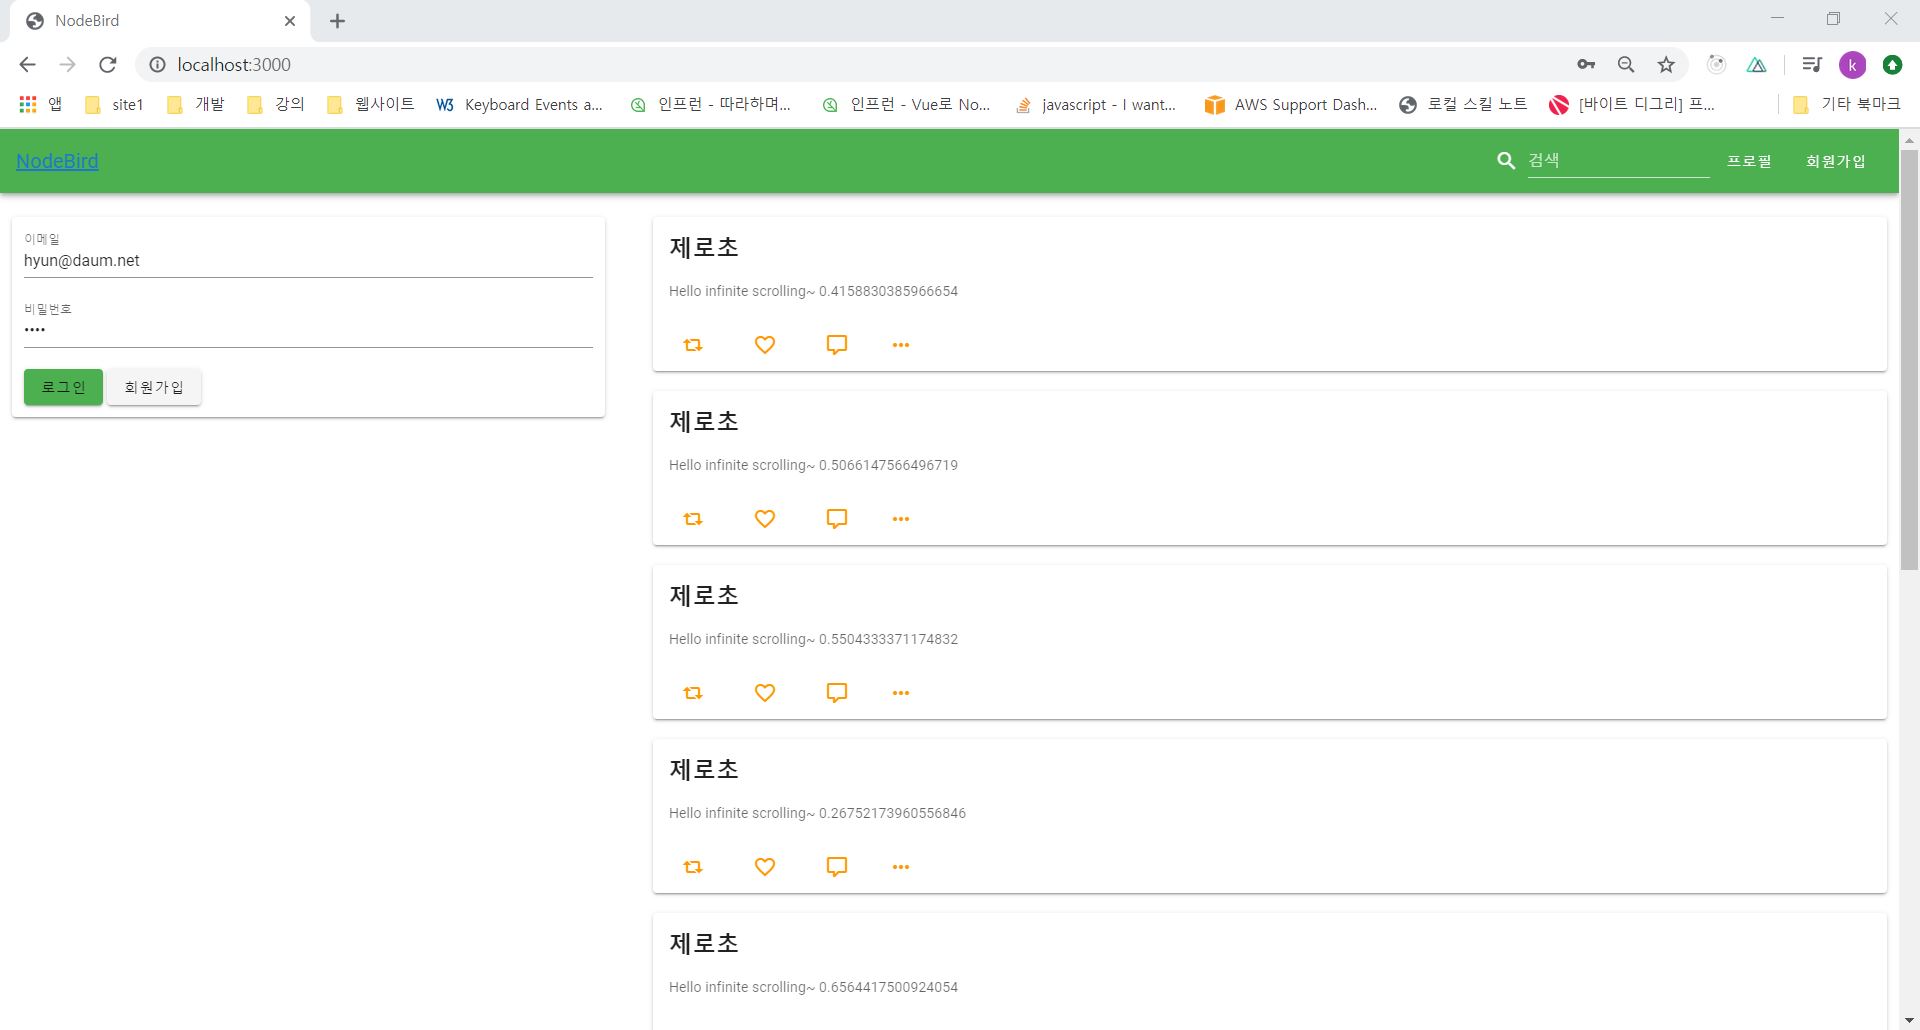 NodeBird
localhost:3000
k
앱 site1 개발 강의 웹사이트 W3 Keyboard Events a... 인프런 - 따라하며... 인프런 - Vue로 No... javascript - I want... AWS Support Dash... 로컬 스킬 노트 [바이트 디그리] 프... 기타 북마크
NodeBird 검색 프로필 회원가입
이메일
hyun@daum.net
비밀번호
••••
로그인 회원가입
제로초
Hello infinite scrolling~ 0.4158830385966654
제로초
Hello infinite scrolling~ 0.5066147566496719
제로초
Hello infinite scrolling~ 0.5504333371174832
제로초
Hello infinite scrolling~ 0.26752173960556846
제로초
Hello infinite scrolling~ 0.6564417500924054